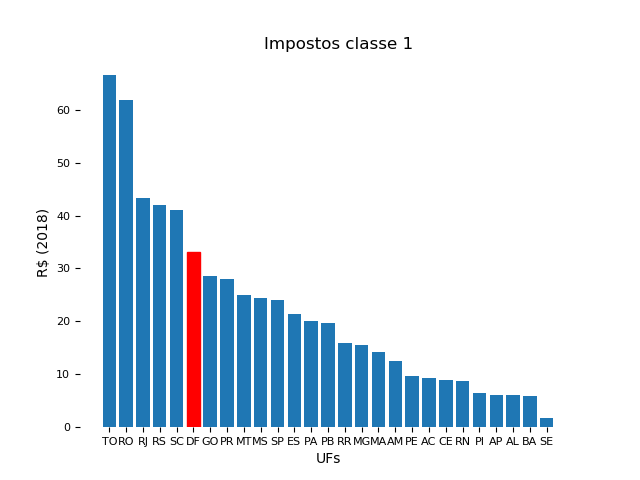 Impostos classe 1
R$ (2018)
60
50
40
30
20
10
0
TO RO RJ RS SC DF GO PR MT MS SP ES PA PB RR MG MA AM PE AC CE RN PI AP AL BA SE
UFs